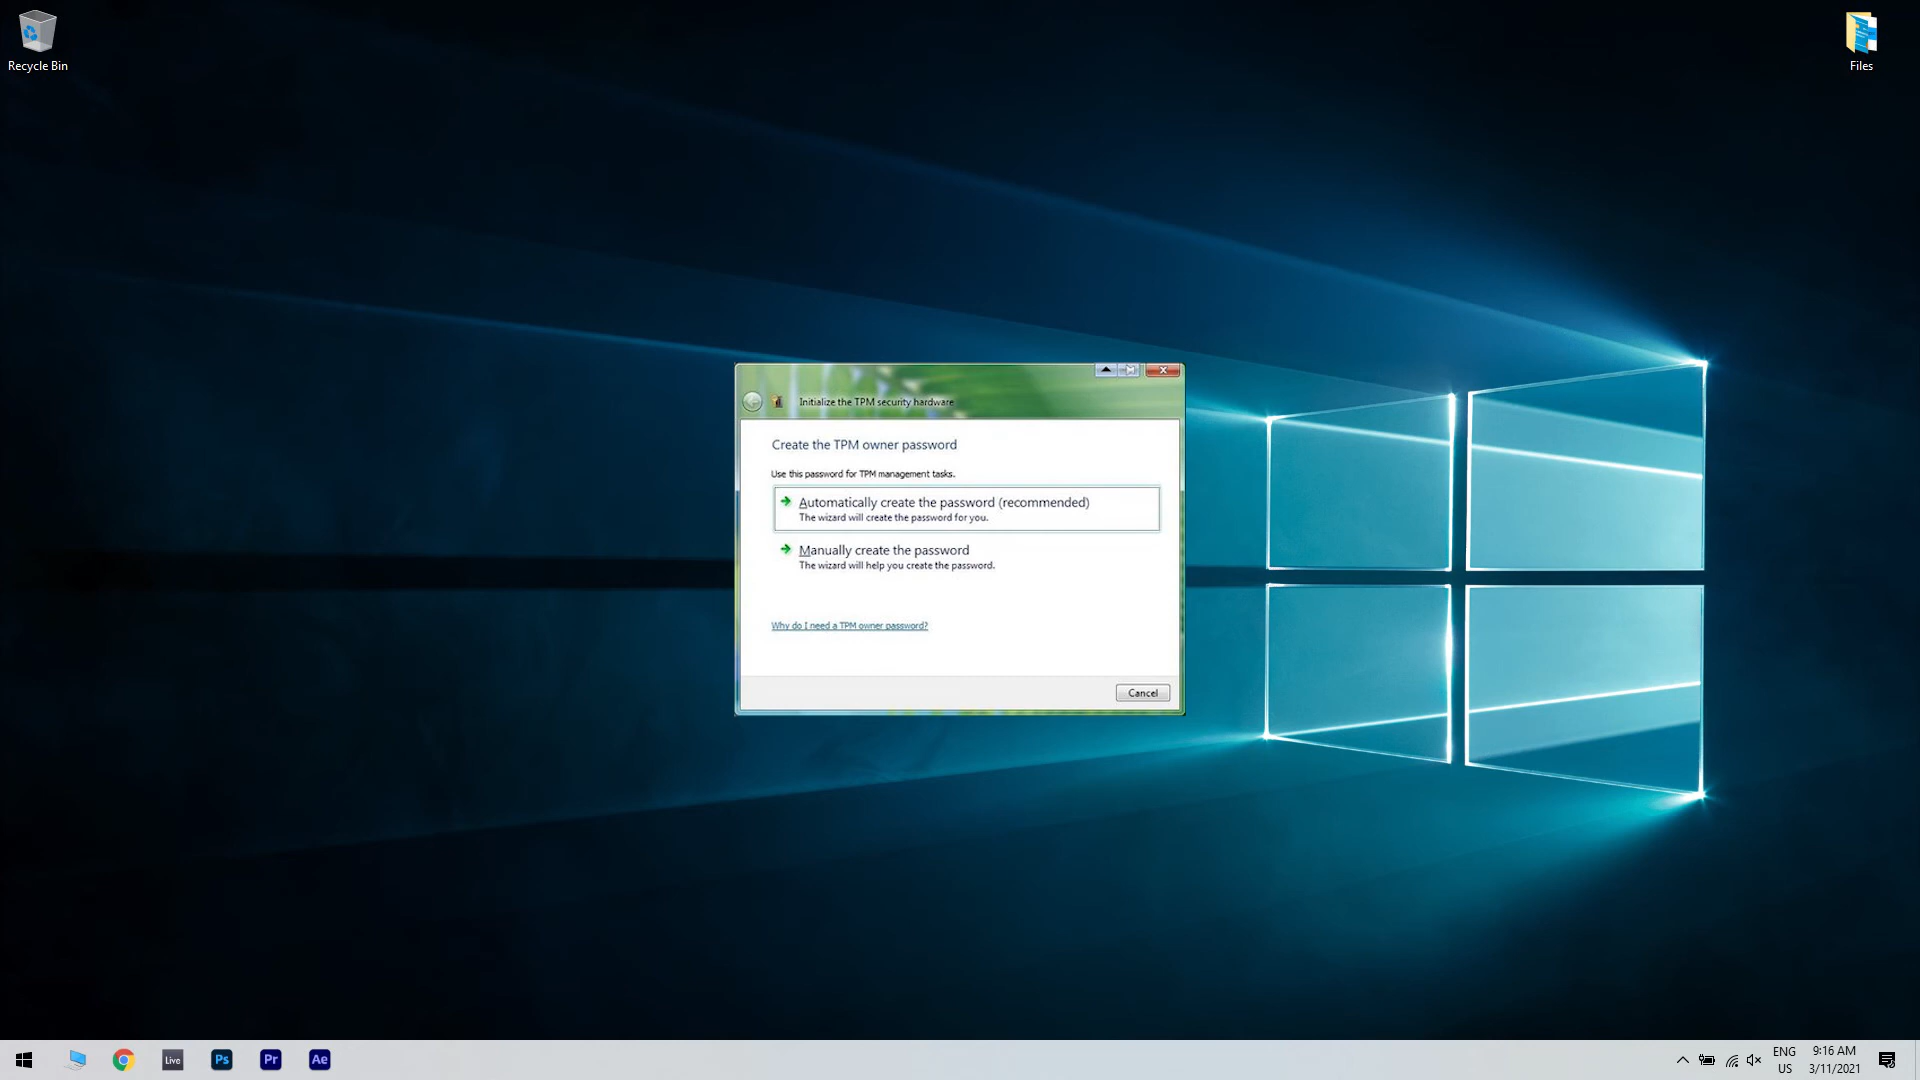 Recycle Bin
Files
Initialize the TPM security hardware
Create the TPM owner password
Use this password for TPM management tasks.
Automatically create the password (recommended)
The wizard will create the password for you.
Manually create the password
The wizard will help you create the password.
Why do I need a TPM owner password?
Cancel
Live
Ps
Pr
Ae
ENG
US
9:16 AM
3/11/2021